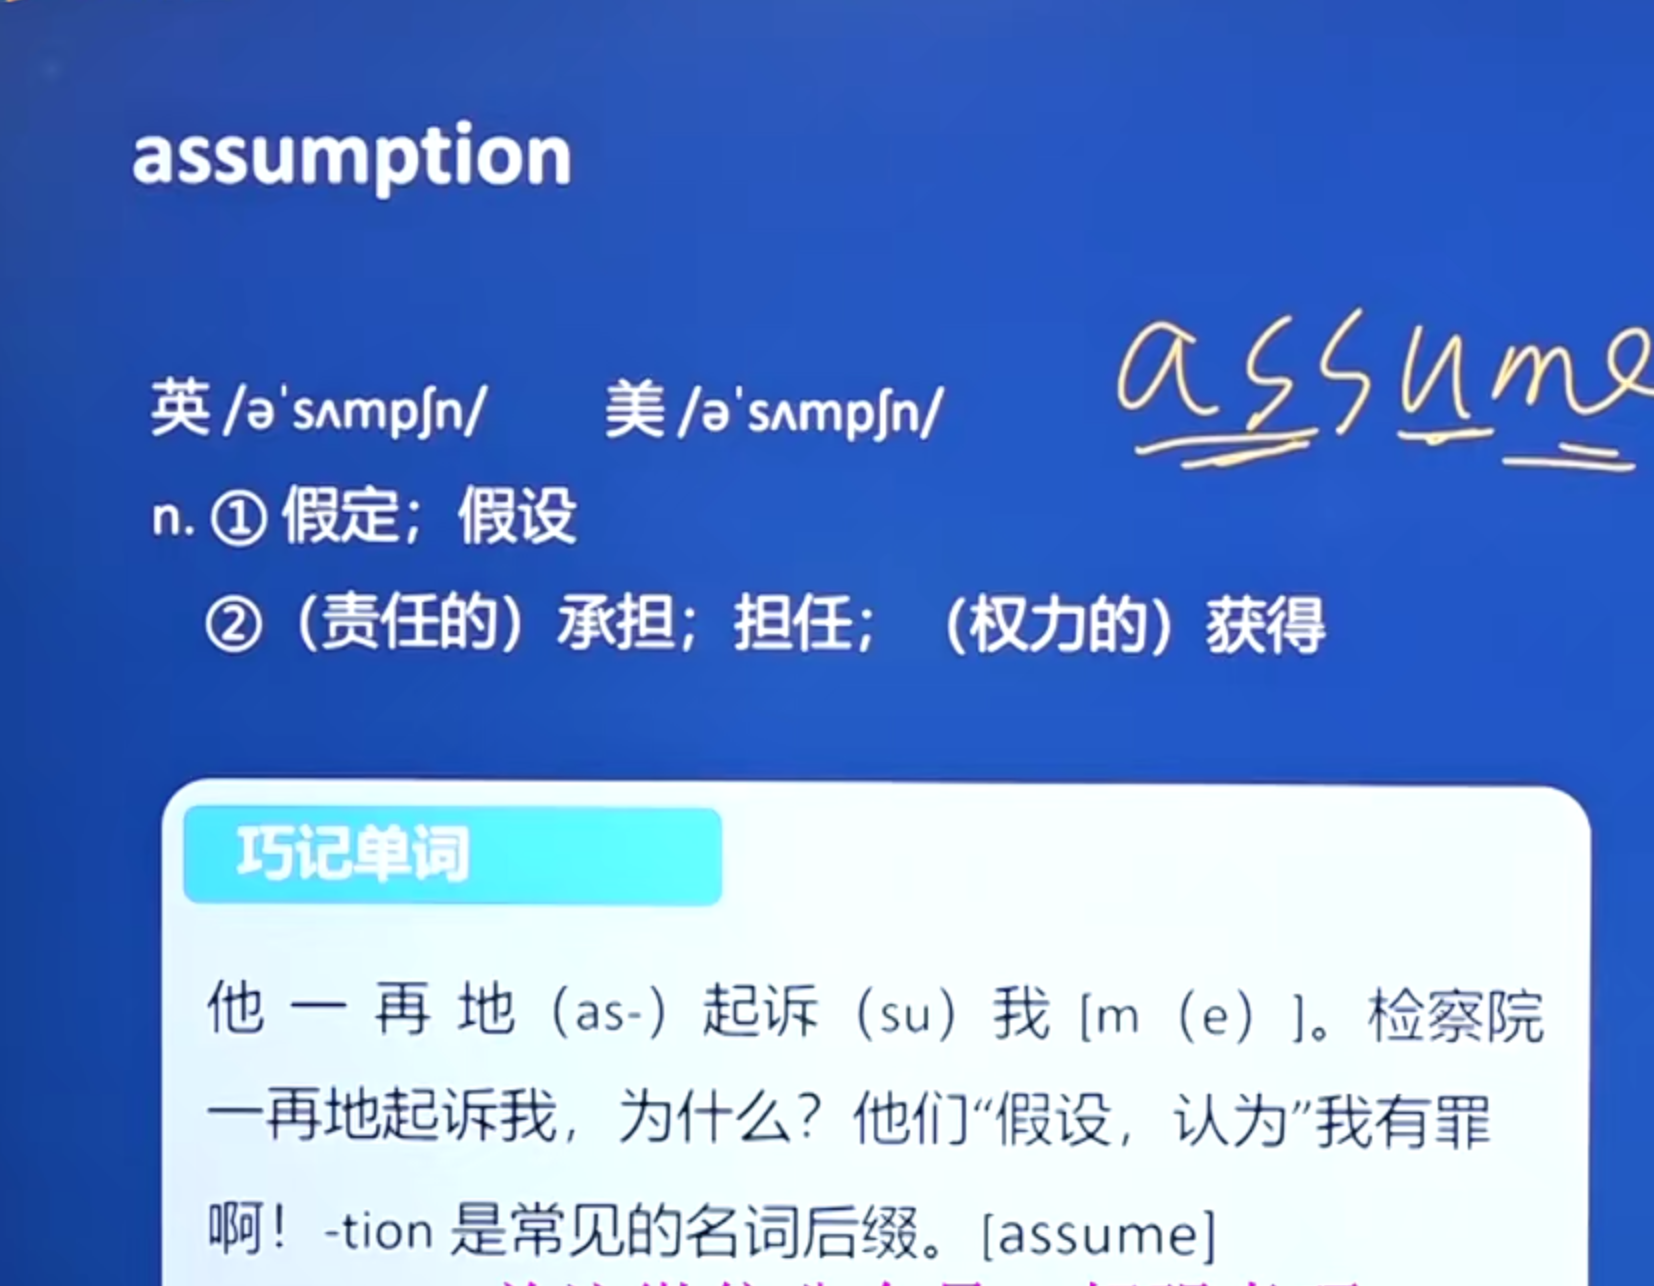 assumption
assume
英 /əˈsʌmpʃn/ 美 /əˈsʌmpʃn/
n. ① 假定；假设
②（责任的）承担；担任；（权力的）获得
巧记单词
他一再地（as-）起诉（su）我 [m（e）]。检察院
一再地起诉我，为什么？他们“假设，认为”我有罪
啊！-tion 是常见的名词后缀。[assume]